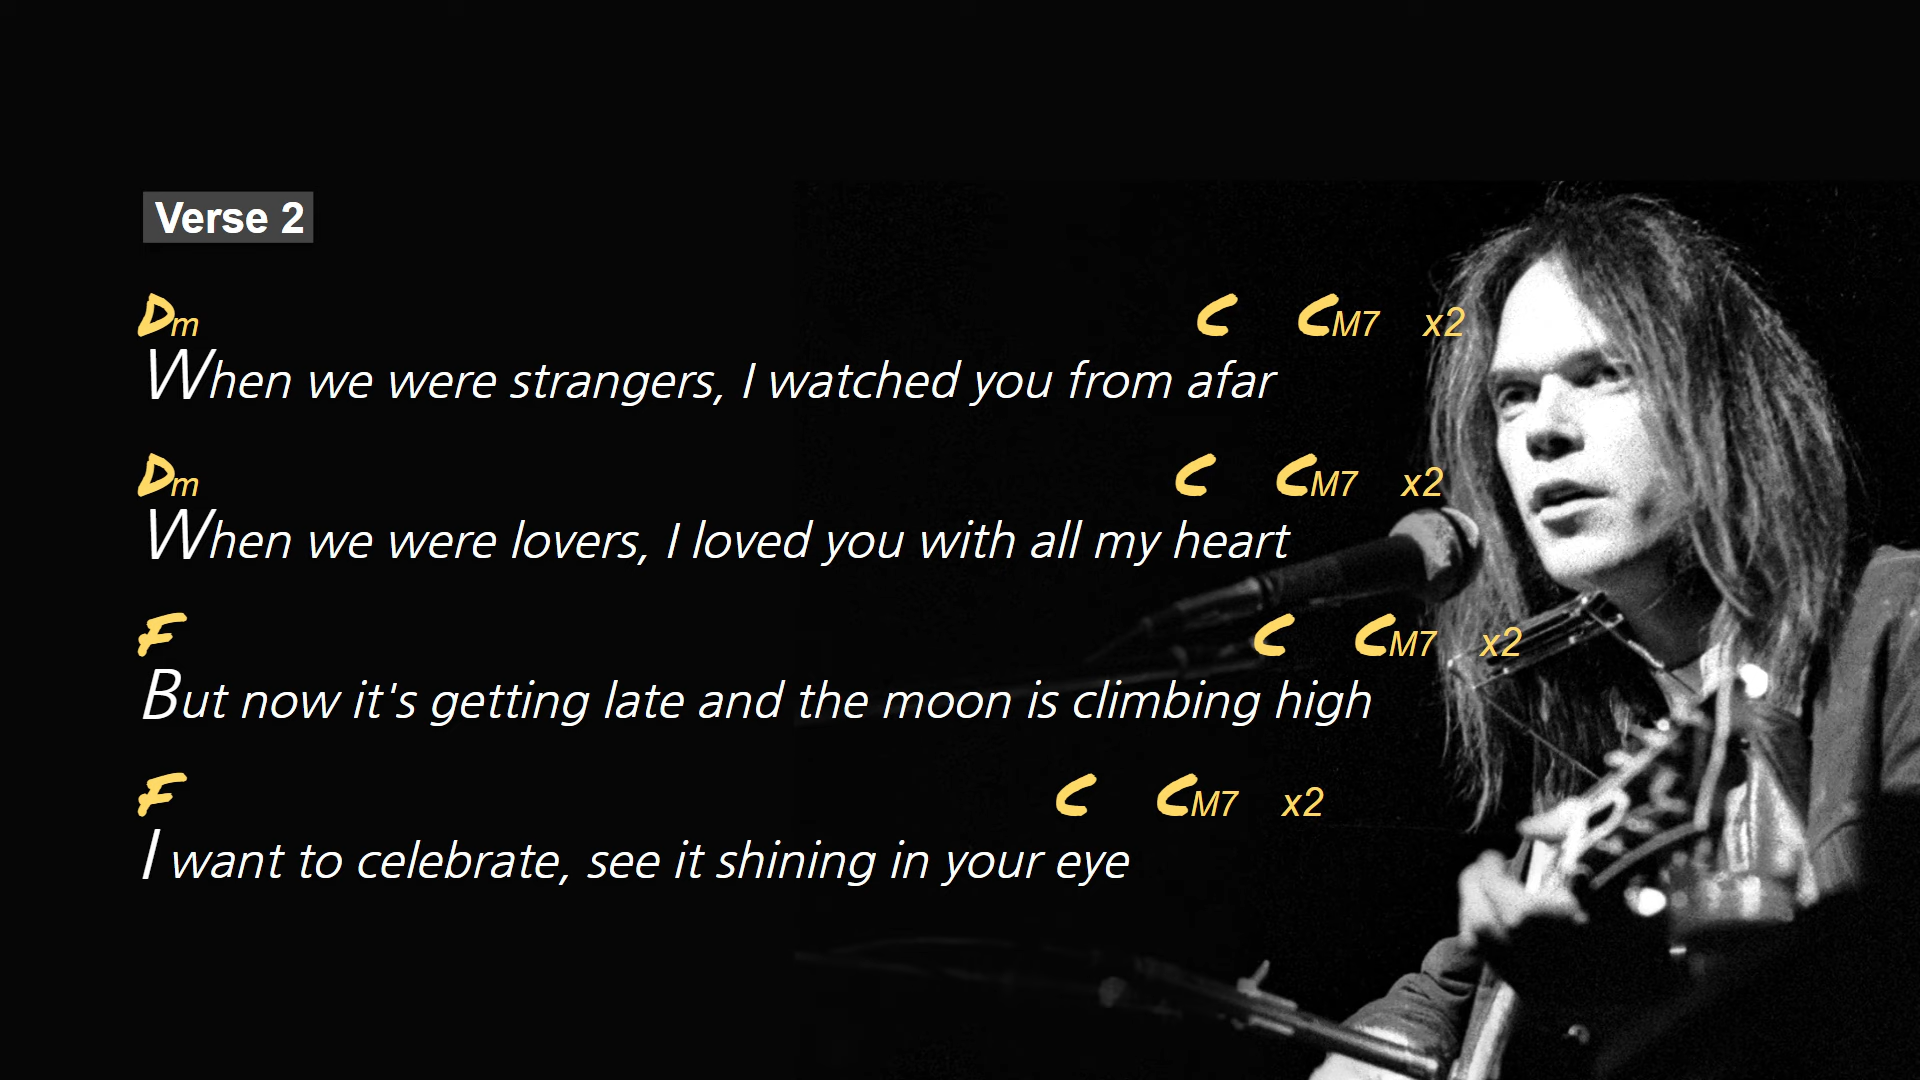 Verse 2
Dm C CM7 x2
When we were strangers, I watched you from afar
Dm C CM7 x2
When we were lovers, I loved you with all my heart
F C CM7 x2
But now it's getting late and the moon is climbing high
F C CM7 x2
I want to celebrate, see it shining in your eye